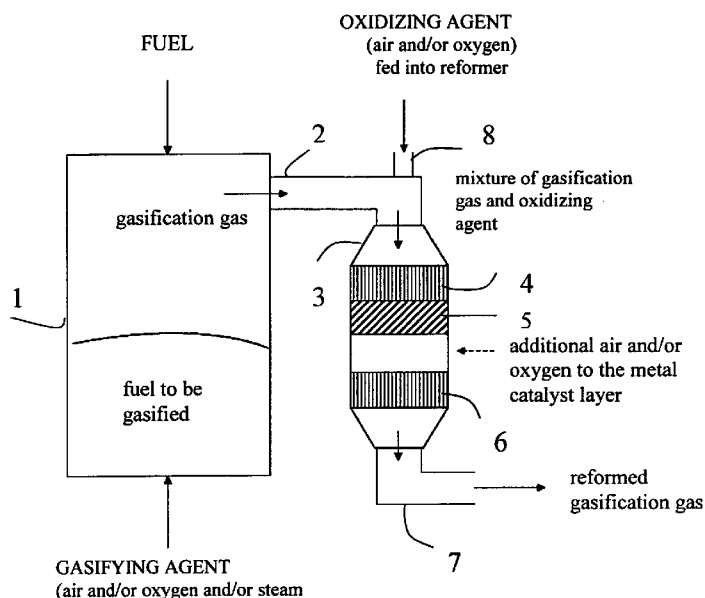 FUEL
OXIDIZING AGENT
(air and/or oxygen)
fed into reformer
2
8
mixture of gasification
gas and oxidizing
agent
gasification gas
1
3
4
5
additional air and/or
oxygen to the metal
catalyst layer
fuel to be
gasified
6
reformed
gasification gas
7
GASIFYING AGENT
(air and/or oxygen and/or steam